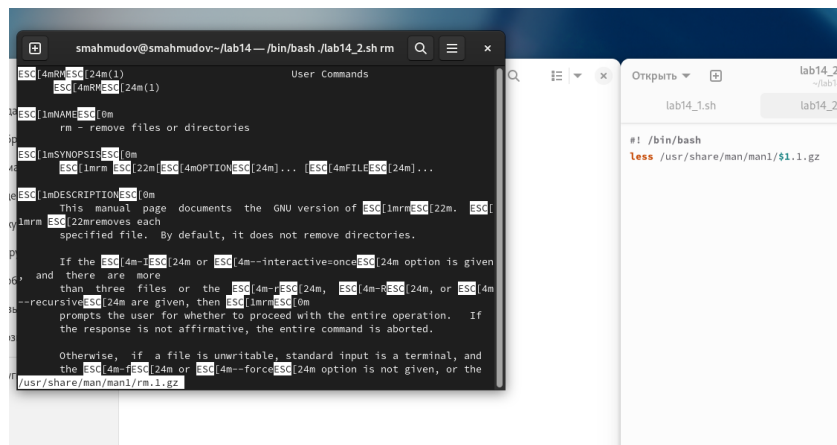 smahmudov@smahmudov:~/lab14 — /bin/bash ./lab14_2.sh rm
ESC[4mRMESC[24m(1) User Commands
ESC[4mRMESC[24m(1)
ESC[1mNAMEESC[0m
rm - remove files or directories
ESC[1mSYNOPSISESC[0m
ESC[1mrm ESC[22m[ESC[4mOPTIONESC[24m]... [ESC[4mFILEESC[24m]...
ESC[1mDESCRIPTIONESC[0m
This manual page documents the GNU version of ESC[1mrmESC[22m. ESC[
1mrm ESC[22mremoves each
specified file. By default, it does not remove directories.
If the ESC[4m-IESC[24m or ESC[4m--interactive=onceESC[24m option is given
, and there are more
than three files or the ESC[4m-rESC[24m, ESC[4m-RESC[24m, or ESC[4m
--recursiveESC[24m are given, then ESC[1mrmESC[0m
prompts the user for whether to proceed with the entire operation. If
the response is not affirmative, the entire command is aborted.
Otherwise, if a file is unwritable, standard input is a terminal, and
the ESC[4m-fESC[24m or ESC[4m--forceESC[24m option is not given, or the
/usr/share/man/man1/rm.1.gz
Открыть
lab14_2
~/lab1
lab14_1.sh lab14_2
#! /bin/bash
less /usr/share/man/man1/$1.1.gz